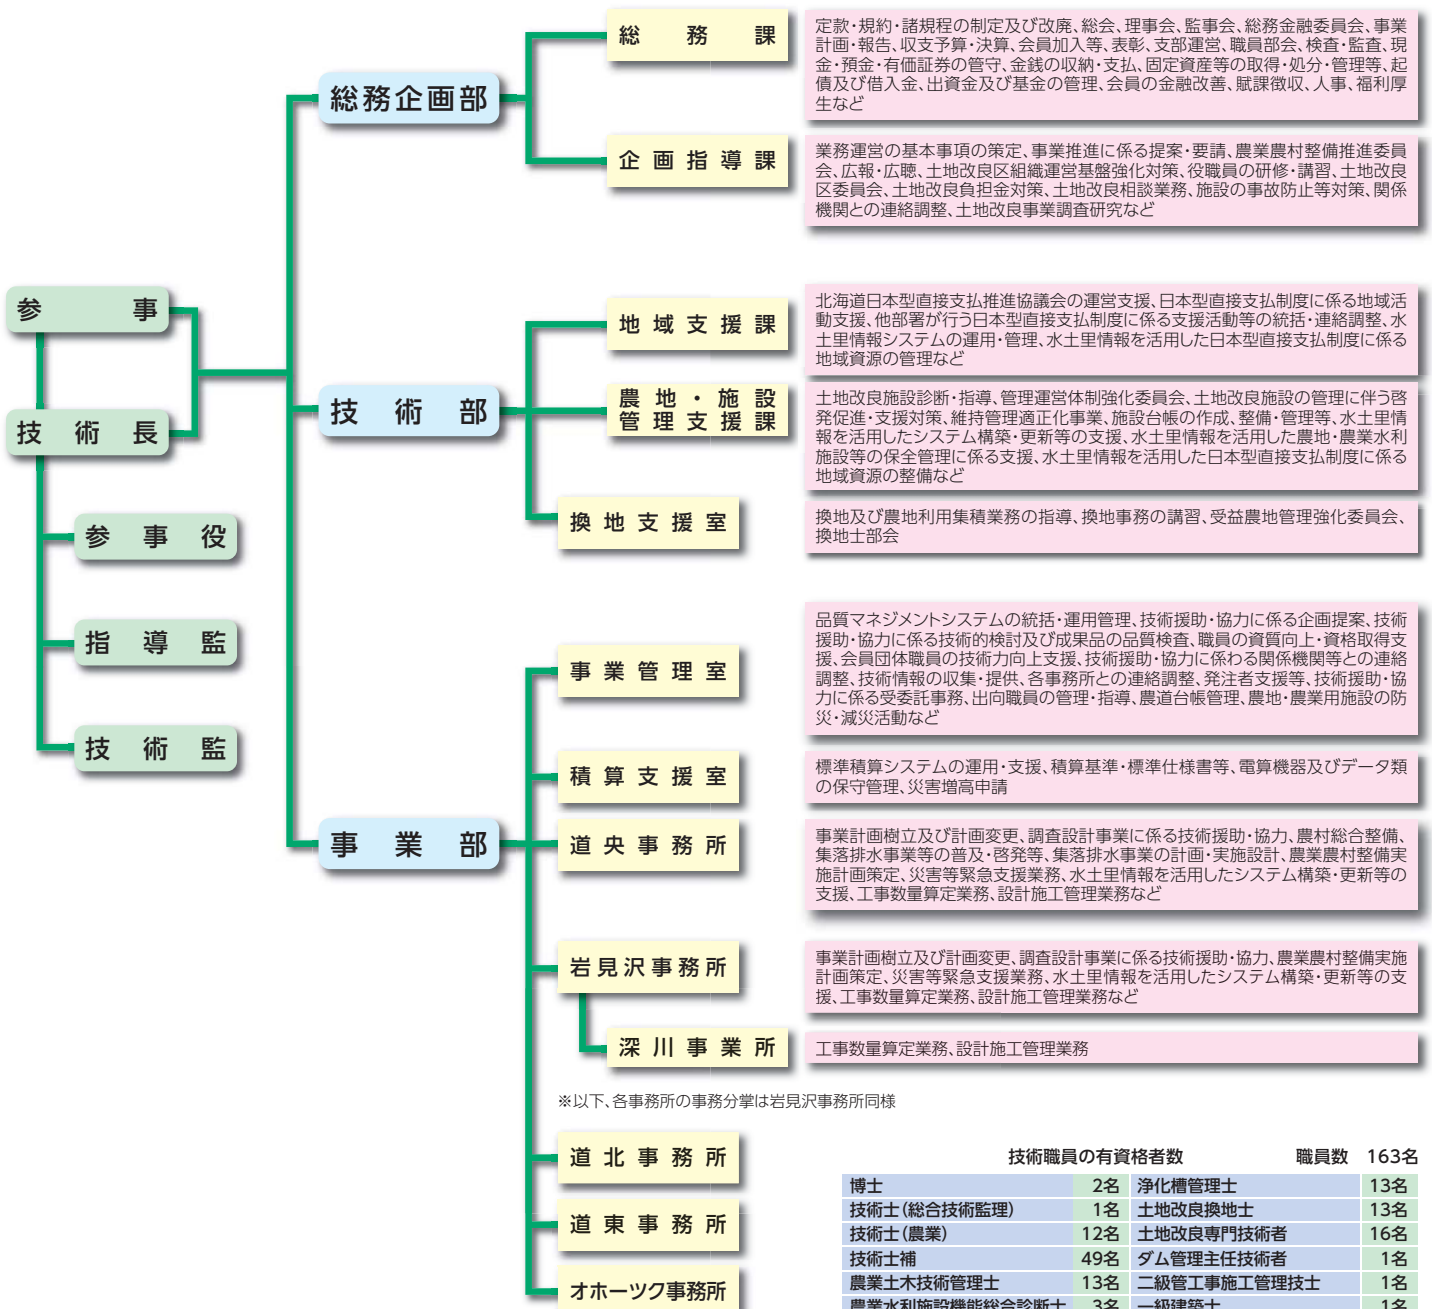 総務課
定款・規約・諸規程の制定及び改廃、総会、理事会、監事会、総務金融委員会、事業
計画・報告、収支予算・決算、会員加入等、表彰、支部運営、職員部会、検査・監査、現
金・預金・有価証券の管守、金銭の収納・支払、固定資産等の取得・処分・管理等、起
債及び借入金、出資金及び基金の管理、会員の金融改善、賦課徴収、人事、福利厚
生など
総務企画部
企画指導課
業務運営の基本事項の策定、事業推進に係る提案・要請、農業農村整備推進委員
会、広報・広聴、土地改良区組織運営基盤強化対策、役職員の研修・講習、土地改良
区委員会、土地改良負担金対策、土地改良相談業務、施設の事故防止等対策、関係
機関との連絡調整、土地改良事業調査研究など
参事
技術長
参事役
指導監
技術監
地域支援課
北海道日本型直接支払推進協議会の運営支援、日本型直接支払制度に係る地域活
動支援、他部署が行う日本型直接支払制度に係る支援活動等の統括・連絡調整、水
土里情報システムの運用・管理、水土里情報を活用した日本型直接支払制度に係る
地域資源の管理など
技術部
農地・施設
管理支援課
土地改良施設診断・指導、管理運営体制強化委員会、土地改良施設の管理に伴う啓
発促進・支援対策、維持管理適正化事業、施設台帳の作成、整備・管理等、水土里情
報を活用したシステム構築・更新等の支援、水土里情報を活用した農地・農業水利
施設等の保全管理に係る支援、水土里情報を活用した日本型直接支払制度に係る
地域資源の整備など
換地支援室
換地及び農地利用集積業務の指導、換地事務の講習、受益農地管理強化委員会、
換地士部会
事業管理室
品質マネジメントシステムの統括・運用管理、技術援助・協力に係る企画提案、技術
援助・協力に係る技術的検討及び成果品の品質検査、職員の資質向上・資格取得支
援、会員団体職員の技術力向上支援、技術援助・協力に係わる関係機関等との連絡
調整、技術情報の収集・提供、各事務所との連絡調整、発注者支援等、技術援助・協
力に係る受委託事務、出向職員の管理・指導、農道台帳管理、農地・農業用施設の防
災・減災活動など
積算支援室
標準積算システムの運用・支援、積算基準・標準仕様書等、電算機器及びデータ類
の保守管理、災害増高申請
事業部
道央事務所
事業計画樹立及び計画変更、調査設計事業に係る技術援助・協力、農村総合整備、
集落排水事業等の普及・啓発等、集落排水事業の計画・実施設計、農業農村整備実
施計画策定、災害等緊急支援業務、水土里情報を活用したシステム構築・更新等の
支援、工事数量算定業務、設計施工管理業務など
岩見沢事務所
事業計画樹立及び計画変更、調査設計事業に係る技術援助・協力、農業農村整備実施
計画策定、災害等緊急支援業務、水土里情報を活用したシステム構築・更新等の支
援、工事数量算定業務、設計施工管理業務など
深川事業所
工事数量算定業務、設計施工管理業務
※以下、各事務所の事務分掌は岩見沢事務所同様
道北事務所
道東事務所
オホーツク事務所
技術職員の有資格者数 職員数 163名
博士 2名 浄化槽管理士 13名
技術士(総合技術監理) 1名 土地改良換地士 13名
技術士(農業) 12名 土地改良専門技術者 16名
技術士補 49名 ダム管理主任技術者 1名
農業土木技術管理士 13名 二級管工事施工管理技士 1名
農業水利施設機能総合診断士 3名 一級建築士 1名